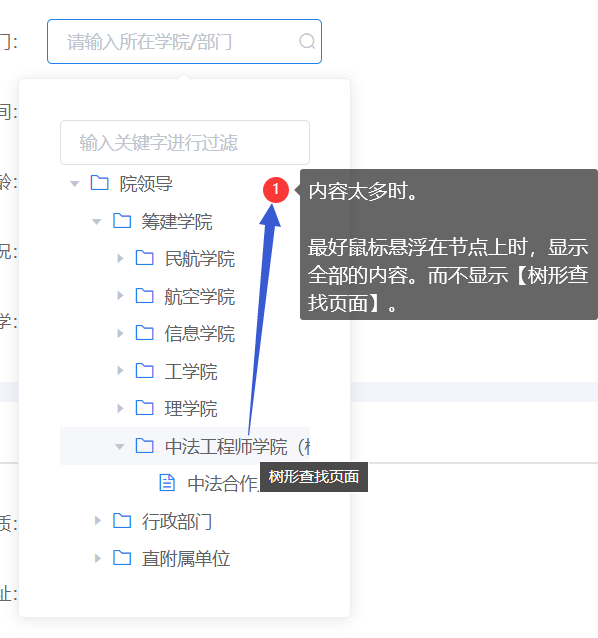 门：
请输入所在学院/部门
间：
输入关键字进行过滤
龄：
院领导
1
内容太多时。
最好鼠标悬浮在节点上时，显示
全部的内容。而不显示【树形查
找页面】。
筹建学院
况：
民航学院
航空学院
学：
信息学院
工学院
理学院
中法工程师学院（
树形查找页面
中法合作
质：
行政部门
直附属单位
址：